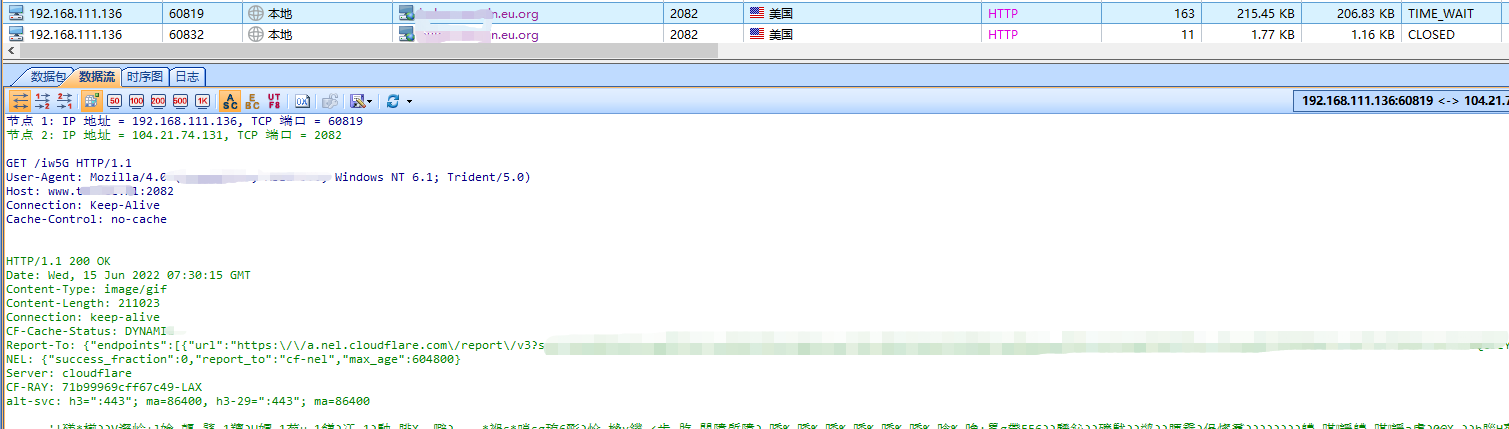 192.168.111.136 60819 本地 n.eu.org 2082 美国 HTTP 163 215.45 KB 206.83 KB TIME_WAIT
192.168.111.136 60832 本地 n.eu.org 2082 美国 HTTP 11 1.77 KB 1.16 KB CLOSED
数据包 数据流 时序图 日志
1→2 2→1 50 100 200 500 1K ASC EBC UTF8 0X 192.168.111.136:60819 <-> 104.21.7
节点 1: IP 地址 = 192.168.111.136, TCP 端口 = 60819
节点 2: IP 地址 = 104.21.74.131, TCP 端口 = 2082
GET /iw5G HTTP/1.1
User-Agent: Mozilla/4.0 Windows NT 6.1; Trident/5.0)
Host: www.t :2082
Connection: Keep-Alive
Cache-Control: no-cache
HTTP/1.1 200 OK
Date: Wed, 15 Jun 2022 07:30:15 GMT
Content-Type: image/gif
Content-Length: 211023
Connection: keep-alive
CF-Cache-Status: DYNAMI
Report-To: {"endpoints":[{"url":"https:\/\/a.nel.cloudflare.com\/report\/v3?s
NEL: {"success_fraction":0,"report_to":"cf-nel","max_age":604800}
Server: cloudflare
CF-RAY: 71b99969cff67c49-LAX
alt-svc: h3=":443"; ma=86400, h3-29=":443"; ma=86400